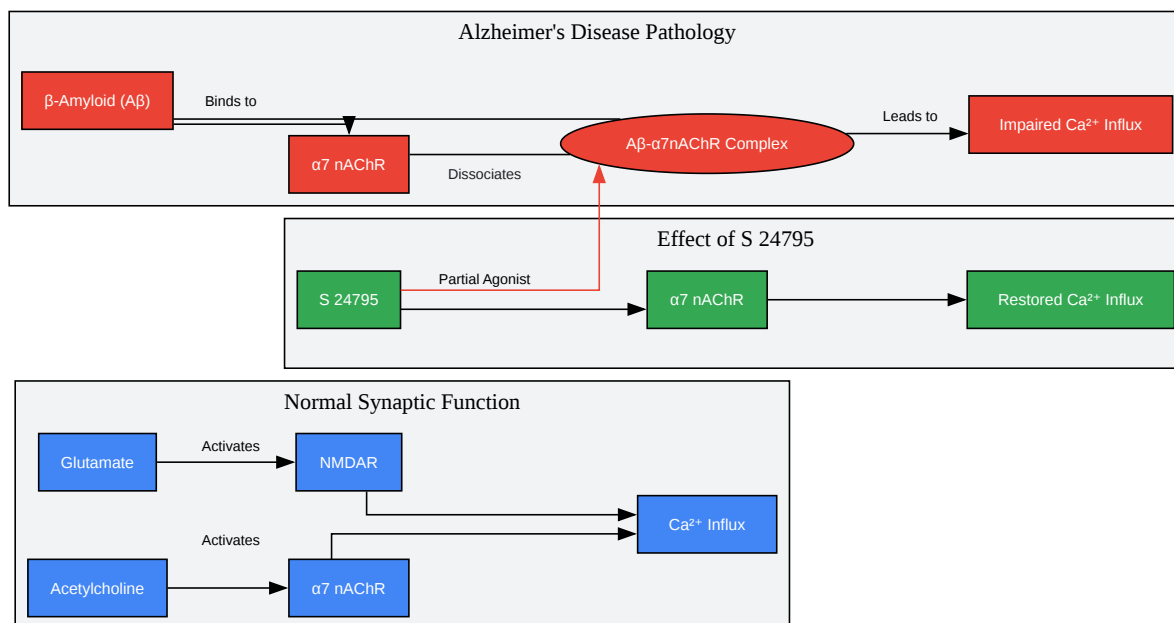 Alzheimer's Disease Pathology
β-Amyloid (Aβ)
Binds to
α7 nAChR
Dissociates
Aβ-α7nAChR Complex
Leads to
Impaired Ca²⁺ Influx
Effect of S 24795
S 24795
Partial Agonist
α7 nAChR
Restored Ca²⁺ Influx
Normal Synaptic Function
Glutamate
Activates
NMDAR
Ca²⁺ Influx
Acetylcholine
Activates
α7 nAChR